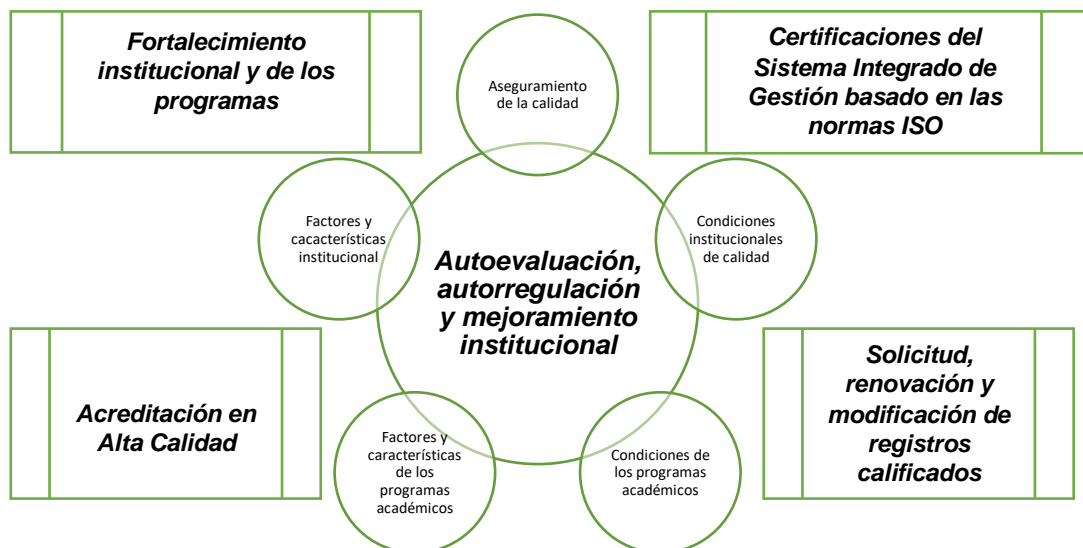 Fortalecimiento
institucional y de los
programas
Aseguramiento
de la calidad
Certificaciones del
Sistema Integrado de
Gestión basado en las
normas ISO
Factores y
cacacterísticas
institucional
Condiciones
institucionales
de calidad
Autoevaluación,
autorregulación
y mejoramiento
institucional
Acreditación en
Alta Calidad
Solicitud,
renovación y
modificación de
registros
calificados
Factores y
características
de los
programas
académicos
Condiciones de
los programas
académicos